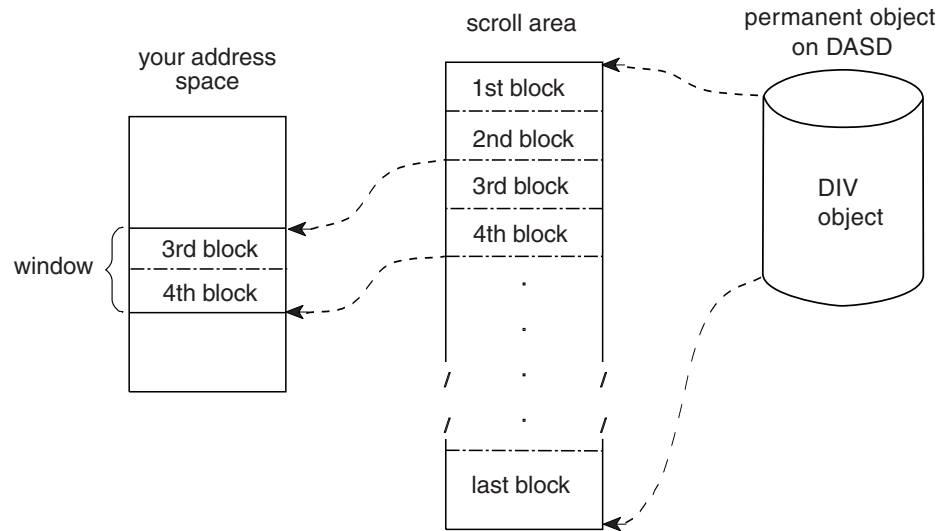 your address
space
window
3rd block
4th block
scroll area
1st block
2nd block
3rd block
4th block
last block
permanent object
on DASD
DIV
object